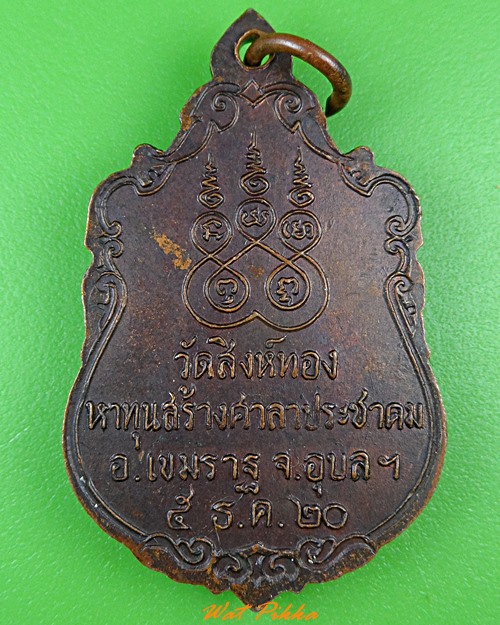 วัดสิงห์ทอง
หาทุนสร้างศาลาประชาคม
อ.เขมราฐ จ.อุบลฯ
๕ ธ.ค.๒๐
Wat Pikka